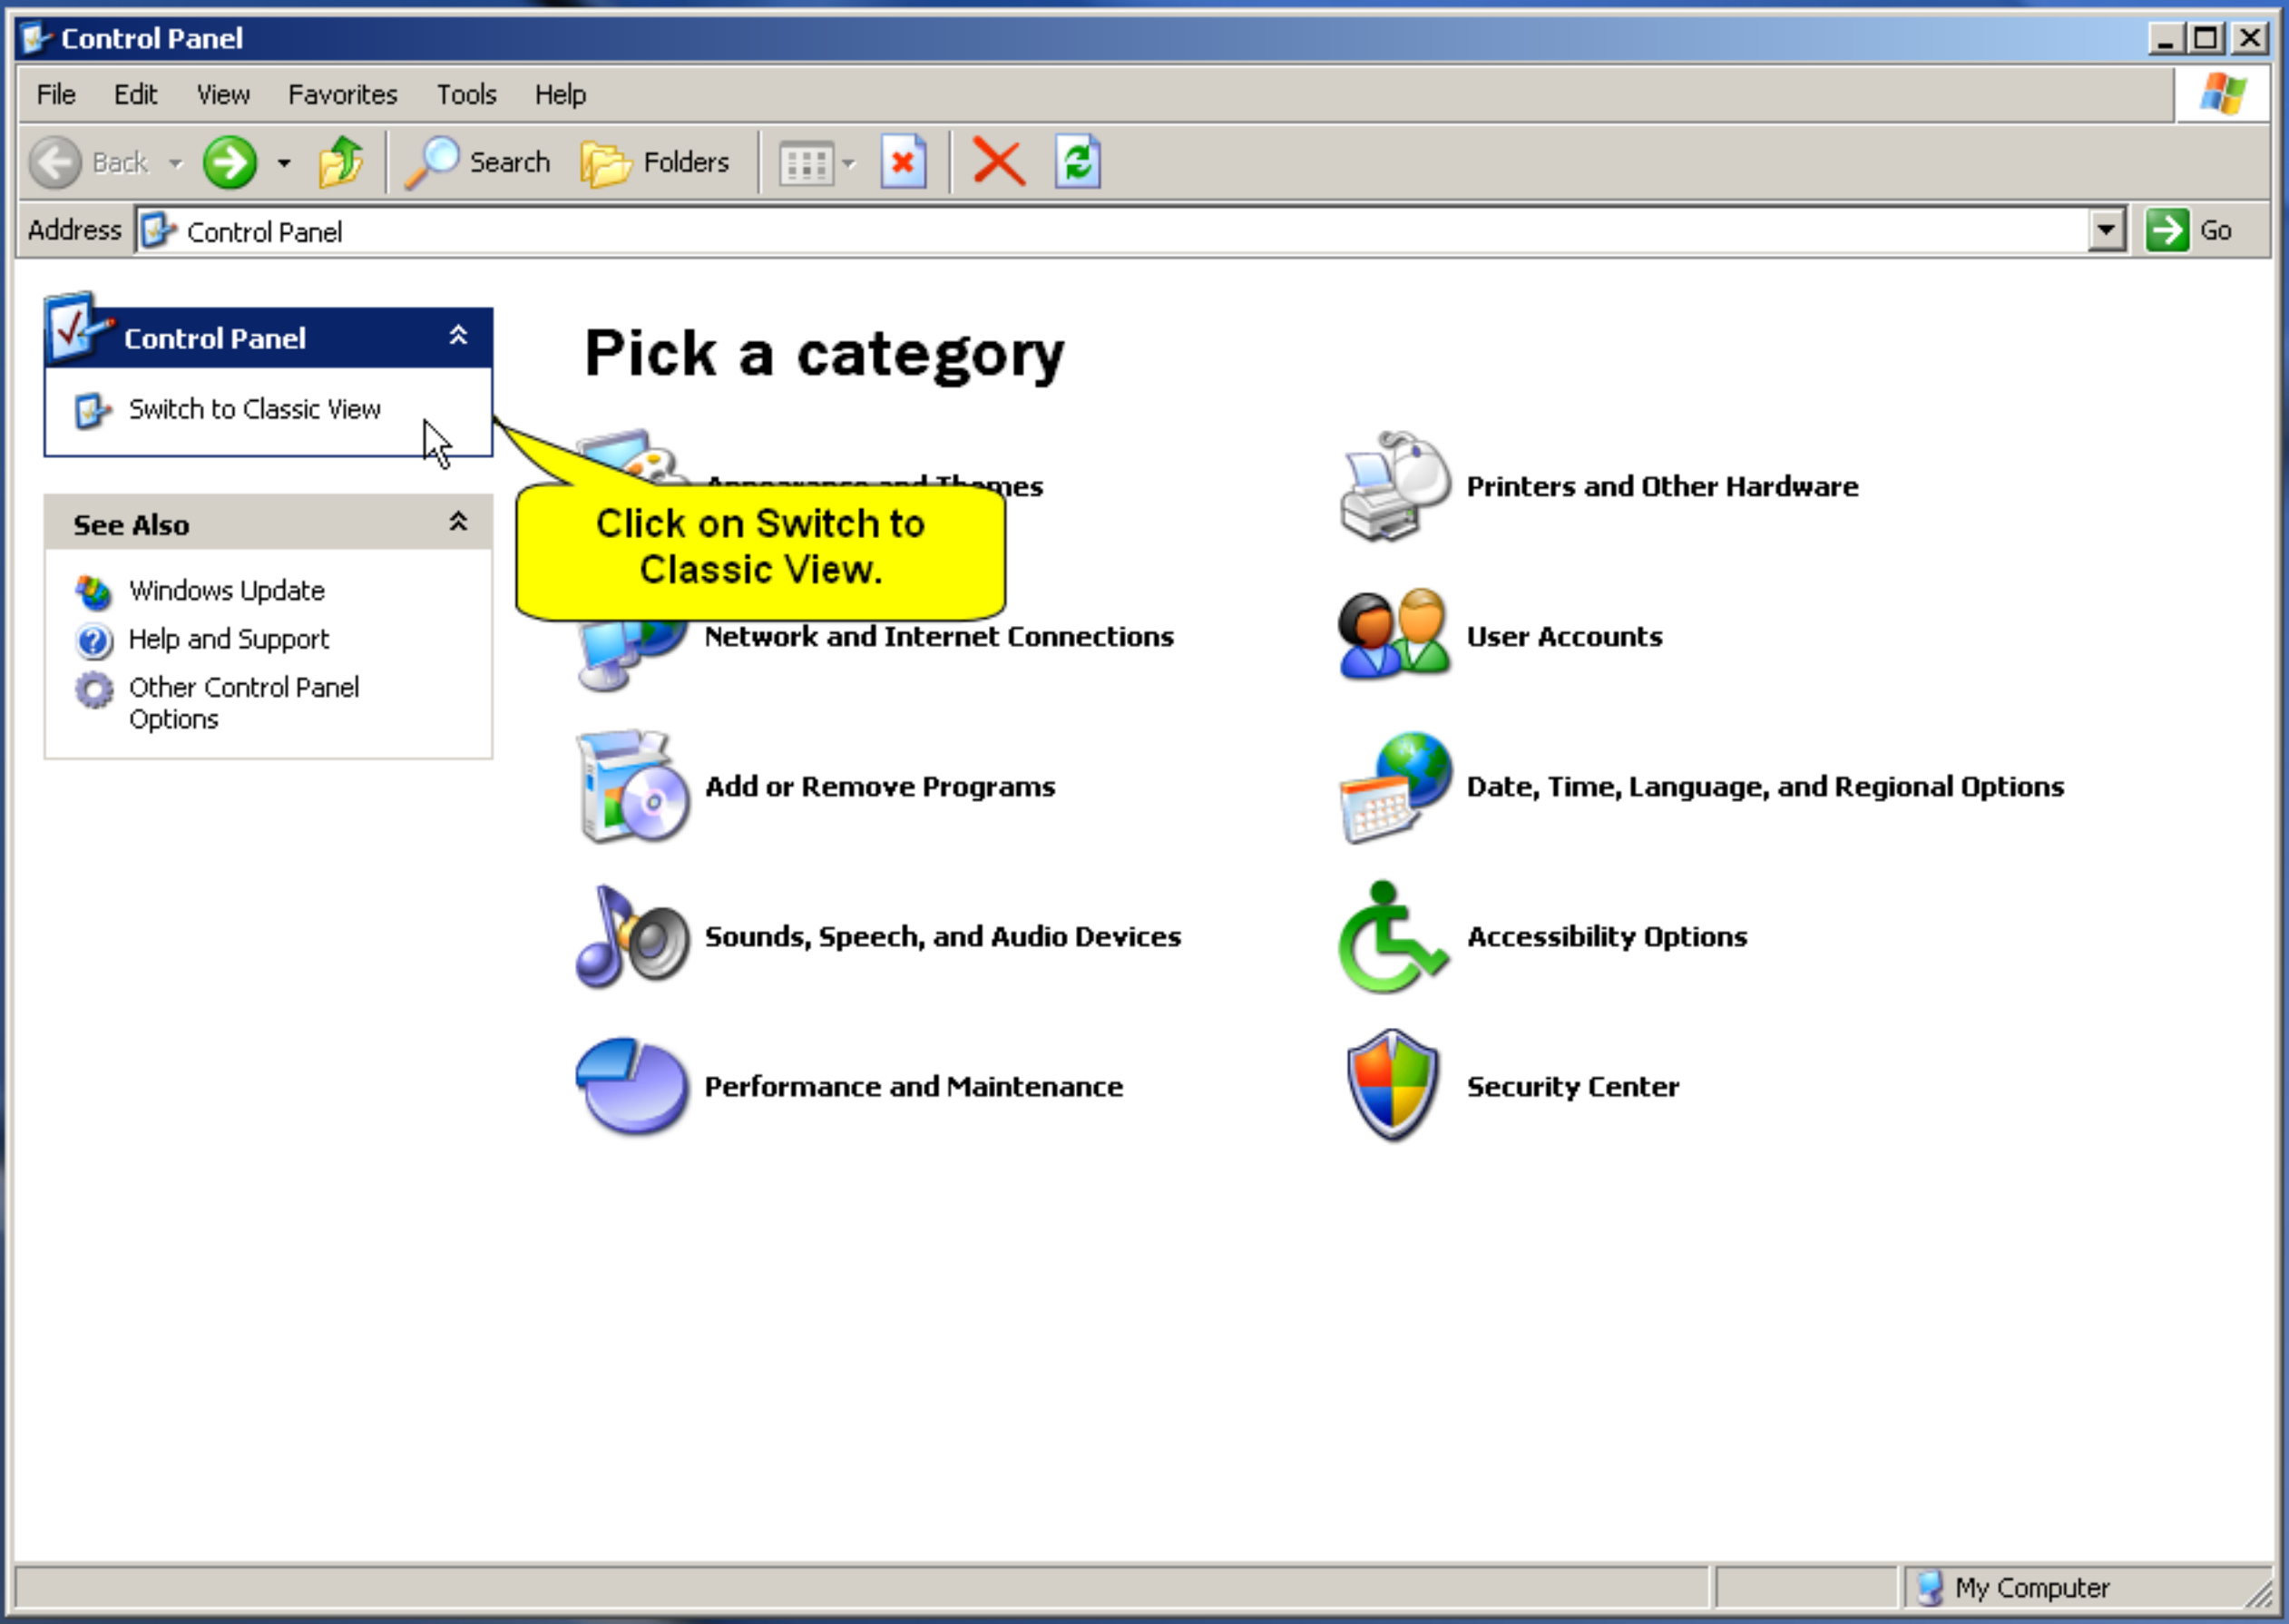 Control Panel
File Edit View Favorites Tools Help
Back Search Folders
Address Control Panel Go
Control Panel
Switch to Classic View
See Also
Windows Update
Help and Support
Other Control Panel
Options
Pick a category
Click on Switch to
Classic View.
Appearance and Themes
Printers and Other Hardware
Network and Internet Connections
User Accounts
Add or Remove Programs
Date, Time, Language, and Regional Options
Sounds, Speech, and Audio Devices
Accessibility Options
Performance and Maintenance
Security Center
My Computer